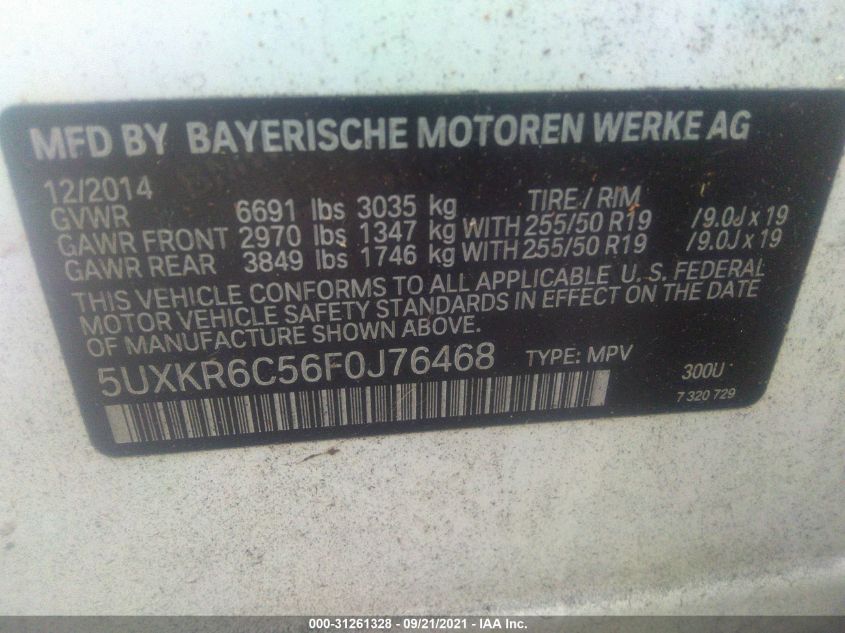 MFD BY BAYERISCHE MOTOREN WERKE AG
12/2014 TIRE / RIM
GVWR 6691 lbs 3035 kg
GAWR FRONT 2970 lbs 1347 kg WITH 255/50 R19 /9.0J x 19
GAWR REAR 3849 lbs 1746 kg WITH 255/50 R19 /9.0J x 19
THIS VEHICLE CONFORMS TO ALL APPLICABLE U.S. FEDERAL
MOTOR VEHICLE SAFETY STANDARDS IN EFFECT ON THE DATE
OF MANUFACTURE SHOWN ABOVE.
5UXKR6C56F0J76468 TYPE: MPV 300U
7 320 729
000-31261328 - 09/21/2021 - IAA Inc.